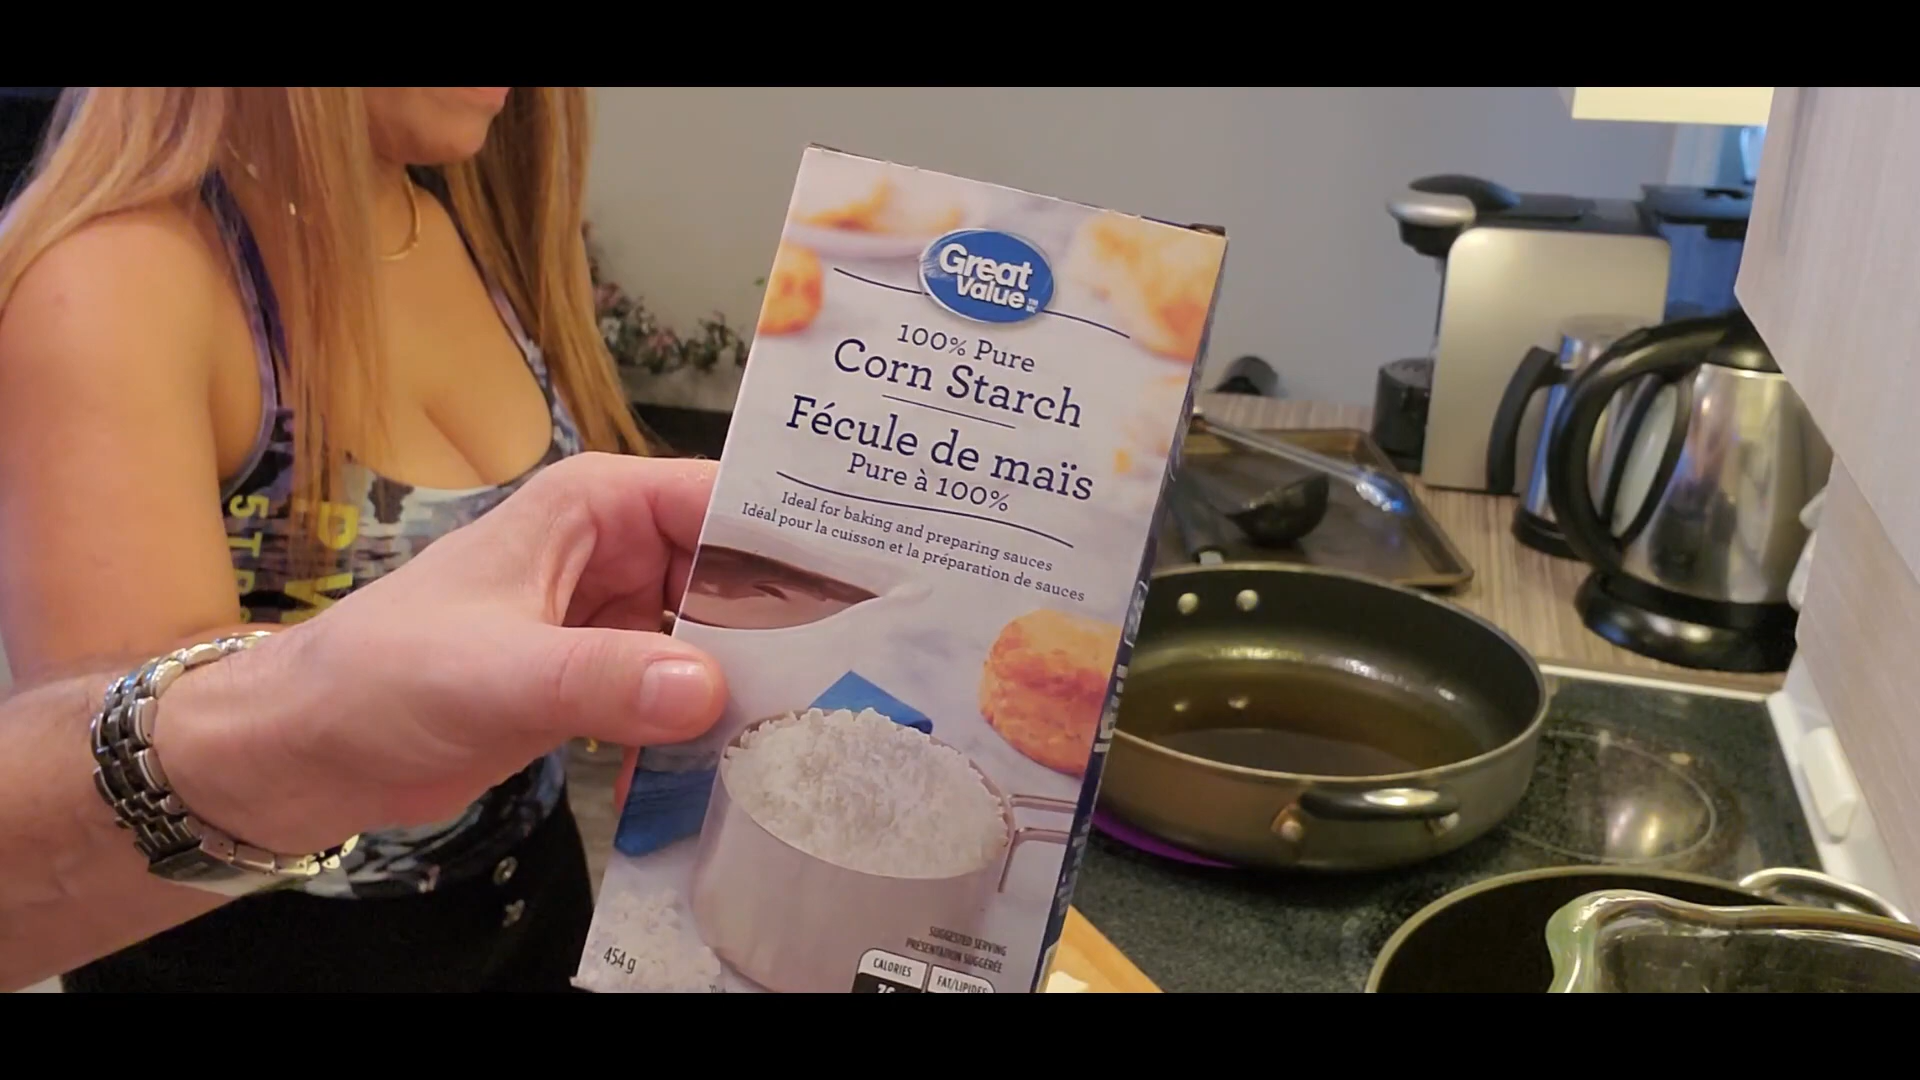 Great
Value
100% Pure
Corn Starch
Fécule de maïs
Pure à 100%
Ideal for baking and preparing sauces
Idéal pour la cuisson et la préparation de sauces
SUGGESTED SERVING
PRÉSENTATION SUGGÉRÉE
454 g
CALORIES
FAT/LIPIDES